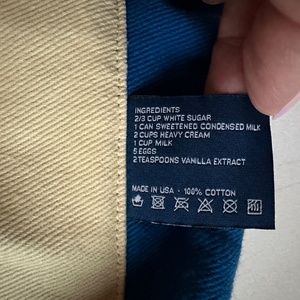 INGREDIENTS
2/3 CUP WHITE SUGAR
1 CAN SWEETENED CONDENSED MILK
2 CUPS HEAVY CREAM
1 CUP MILK
5 EGGS
2 TEASPOONS VANILLA EXTRACT
MADE IN USA · 100% COTTON